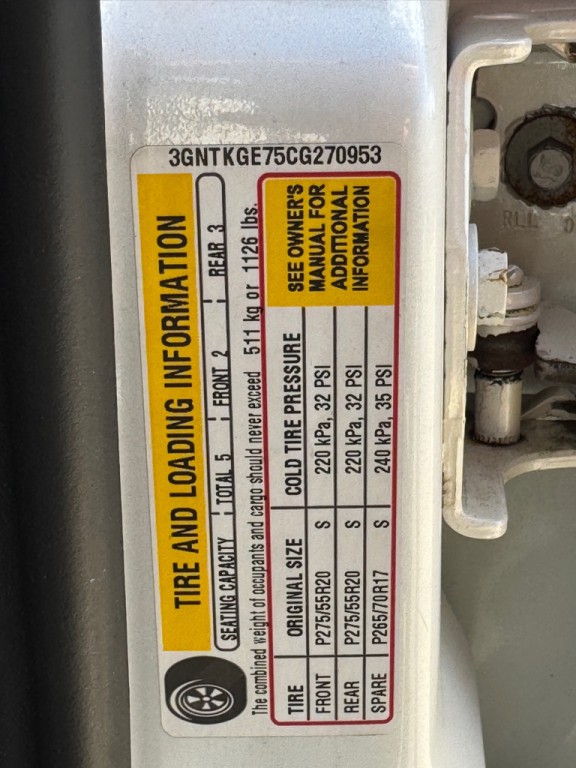 3GNTKGE75CG270953
TIRE AND LOADING INFORMATION
SEATING CAPACITY TOTAL 5 FRONT 2 REAR 3
The combined weight of occupants and cargo should never exceed 511 kg or 1126 lbs.
TIRE ORIGINAL SIZE COLD TIRE PRESSURE
FRONT P275/55R20 S 220 kPa, 32 PSI
REAR P275/55R20 S 220 kPa, 32 PSI
SPARE P265/70R17 S 240 kPa, 35 PSI
SEE OWNER'S
MANUAL FOR
ADDITIONAL
INFORMATION